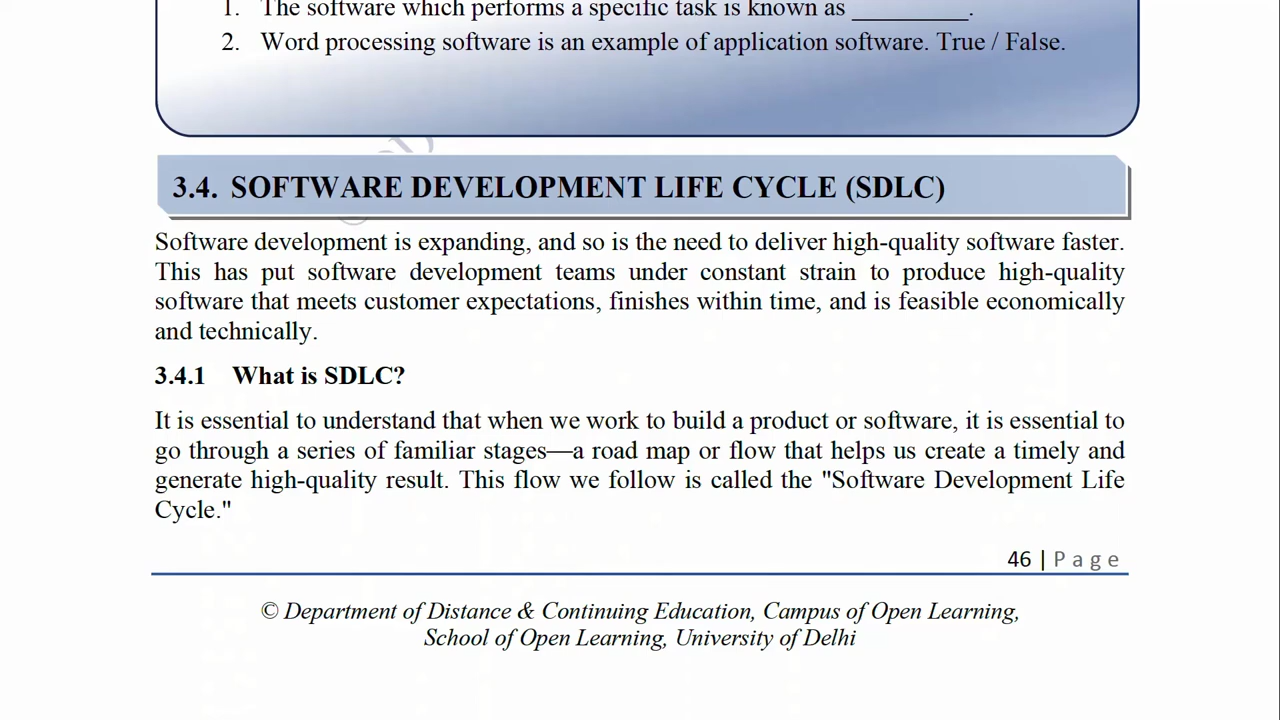 1. The software which performs a specific task is known as _________.
2. Word processing software is an example of application software. True / False.
3.4. SOFTWARE DEVELOPMENT LIFE CYCLE (SDLC)
Software development is expanding, and so is the need to deliver high-quality software faster.
This has put software development teams under constant strain to produce high-quality
software that meets customer expectations, finishes within time, and is feasible economically
and technically.
3.4.1 What is SDLC?
It is essential to understand that when we work to build a product or software, it is essential to
go through a series of familiar stages—a road map or flow that helps us create a timely and
generate high-quality result. This flow we follow is called the "Software Development Life
Cycle."
46 | Page
© Department of Distance & Continuing Education, Campus of Open Learning,
School of Open Learning, University of Delhi